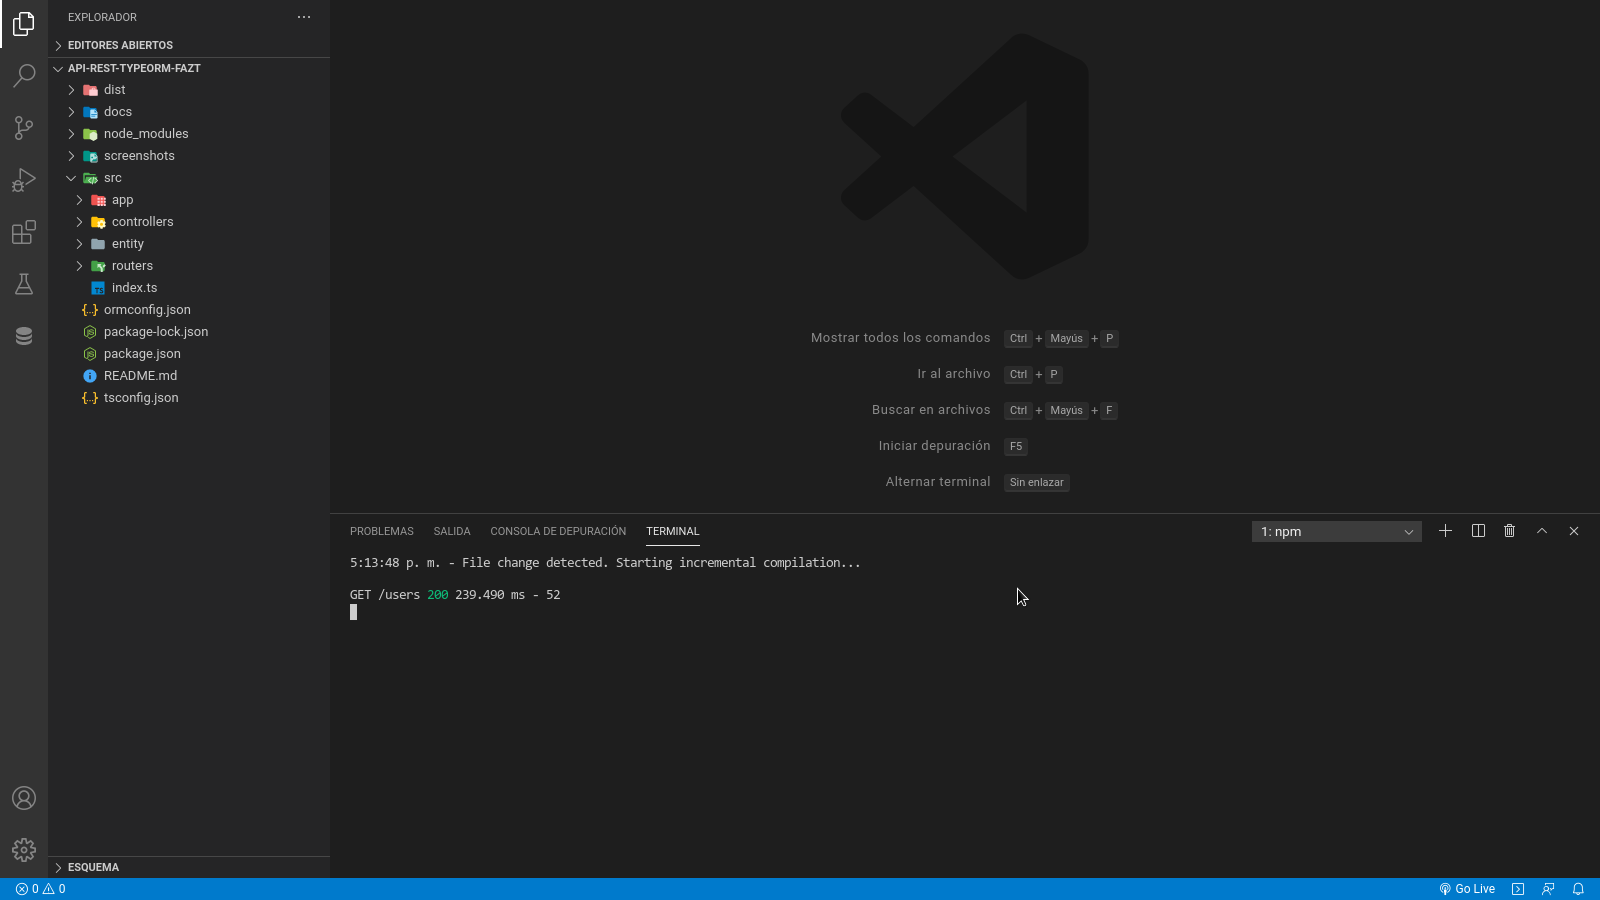 EXPLORADOR
EDITORES ABIERTOS
API-REST-TYPEORM-FAZT
dist
docs
node_modules
screenshots
src
app
controllers
entity
routers
index.ts
ormconfig.json
package-lock.json
package.json
README.md
tsconfig.json
ESQUEMA
Mostrar todos los comandos Ctrl + Mayús + P
Ir al archivo Ctrl + P
Buscar en archivos Ctrl + Mayús + F
Iniciar depuración F5
Alternar terminal Sin enlazar
PROBLEMAS SALIDA CONSOLA DE DEPURACIÓN TERMINAL 1: npm
5:13:48 p. m. - File change detected. Starting incremental compilation...
GET /users 200 239.490 ms - 52
0 0 Go Live